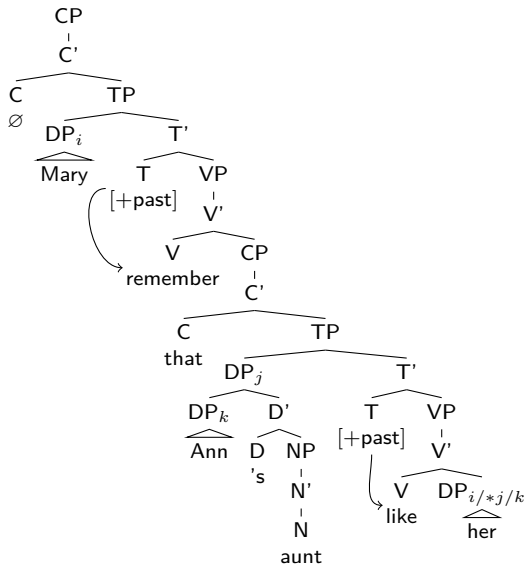 CP
C'
C TP
∅
DP_i T'
Mary T VP
[+past]
V'
V CP
remember
C'
C TP
that
DP_j T'
DP_k D' T VP
Ann D NP [+past]
's V'
N' V DP_{i/*j/k}
like
N her
aunt